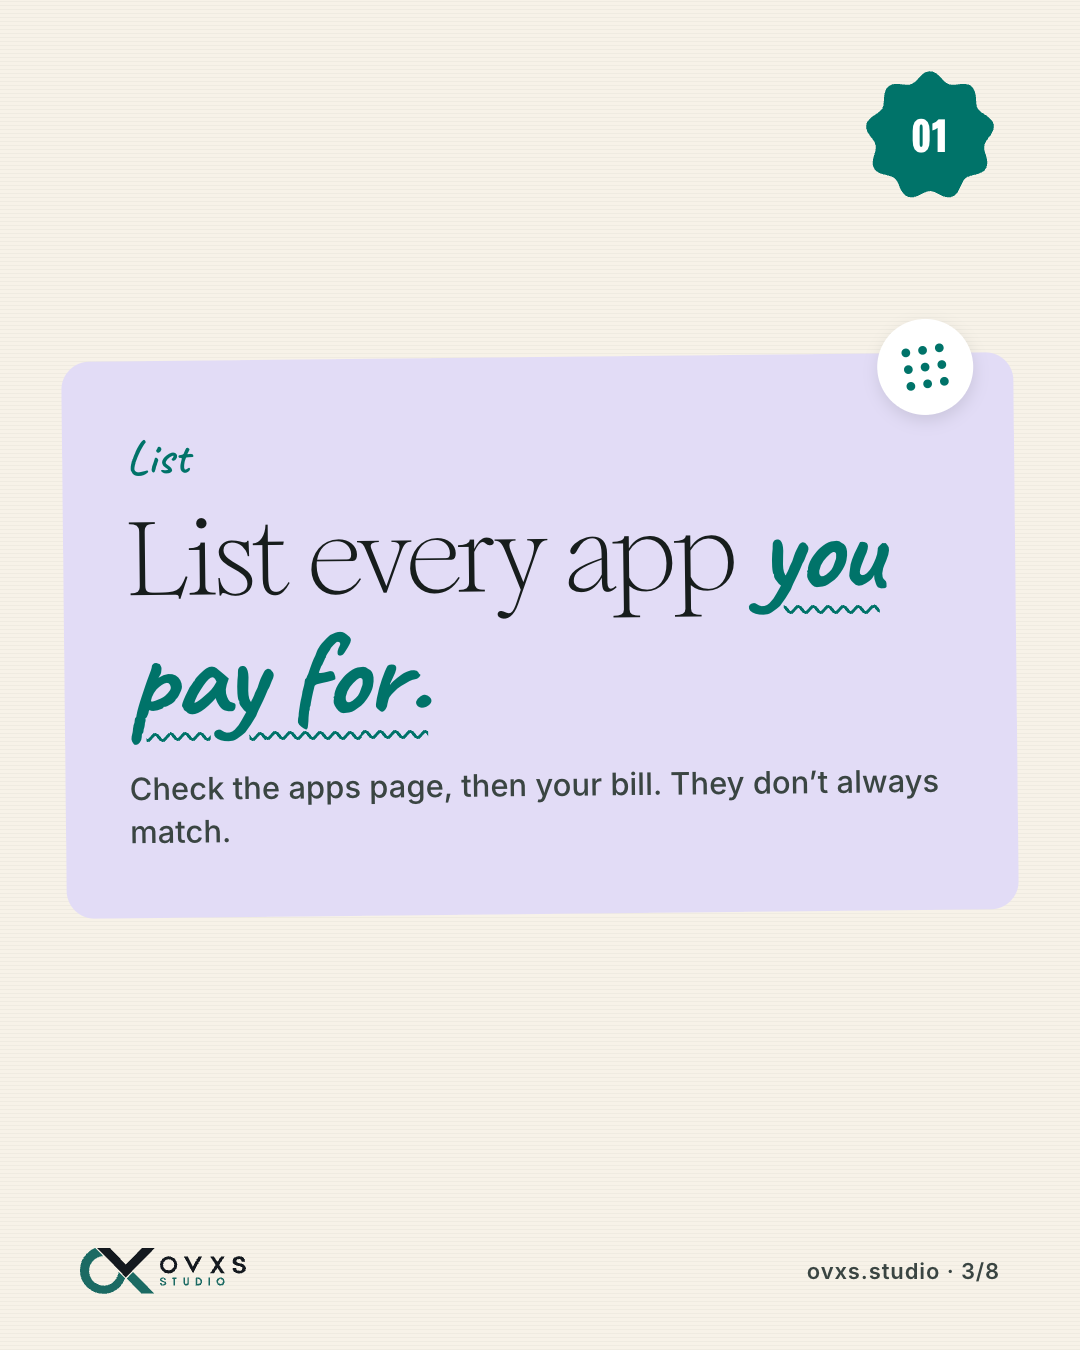 01
List
List every app you
pay for.
Check the apps page, then your bill. They don’t always
match.
OVXS
STUDIO
ovxs.studio · 3/8